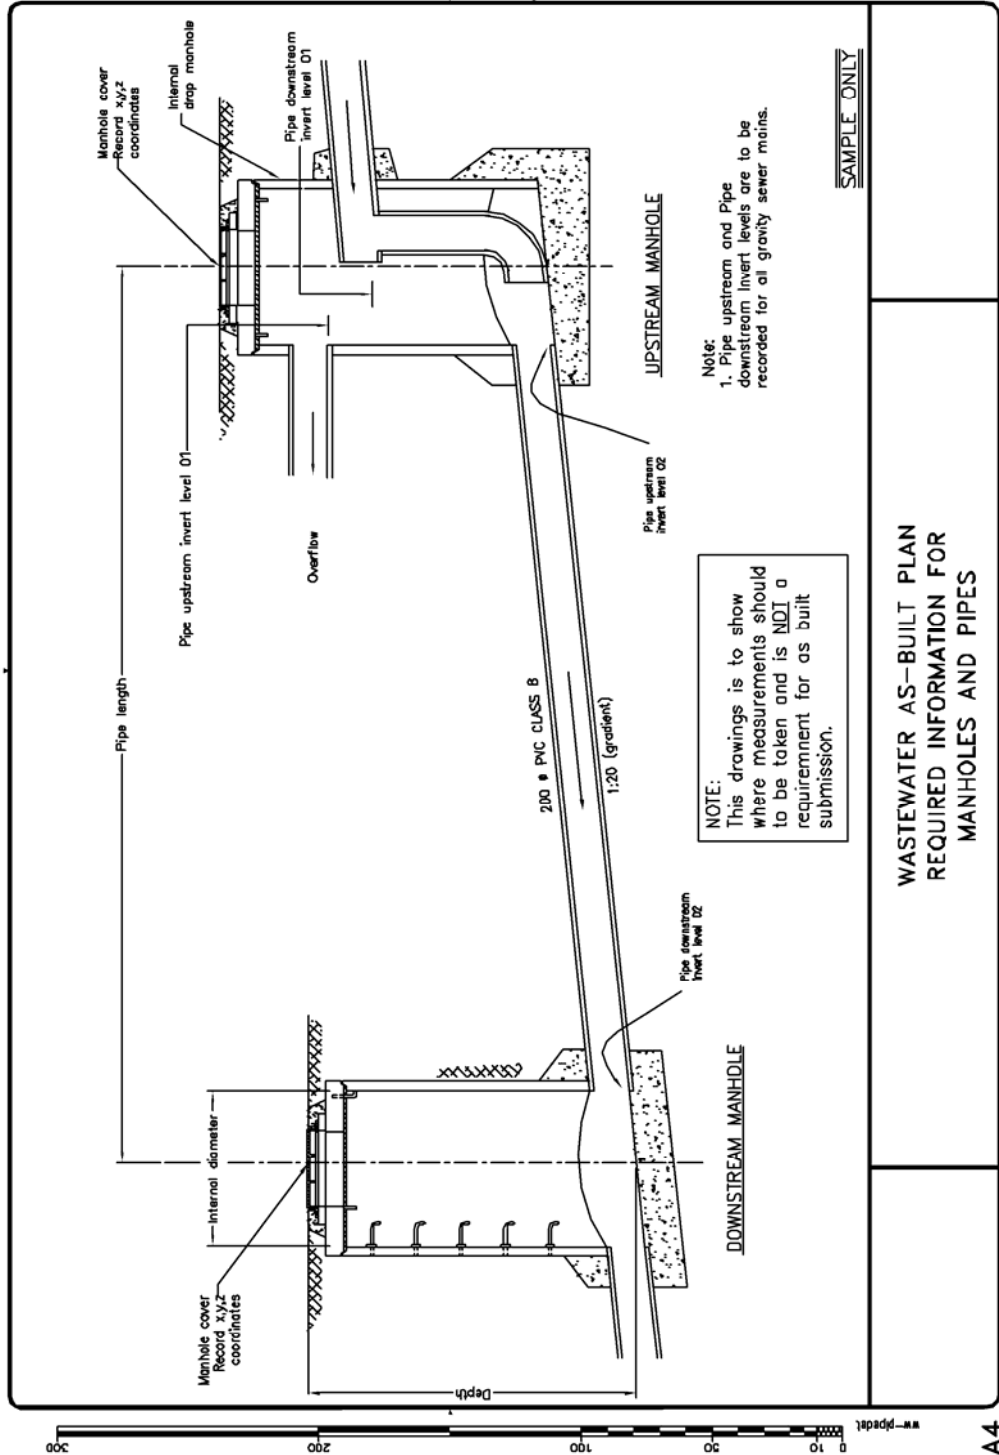 Manhole cover
Record x,y,z
coordinates
Internal
drop manhole
Pipe downstream
invert level 01
Pipe length
Pipe upstream invert level 01
Overflow
UPSTREAM MANHOLE
Pipe upstream
invert level 02
Note:
1. Pipe upstream and Pipe
downstream Invert levels are to be
recorded for all gravity sewer mains.
SAMPLE ONLY
200 ø PVC CLASS B
1:20 (gradient)
Manhole cover
Record x,y,z
coordinates
Internal diameter
Depth
Pipe downstream
invert level 02
DOWNSTREAM MANHOLE
NOTE:
This drawings is to show
where measurements should
to be taken and is NOT a
requiremnent for as built
submission.
WASTEWATER AS-BUILT PLAN
REQUIRED INFORMATION FOR
MANHOLES AND PIPES
300
200
100
50
10
0
ww-pipedet
A4